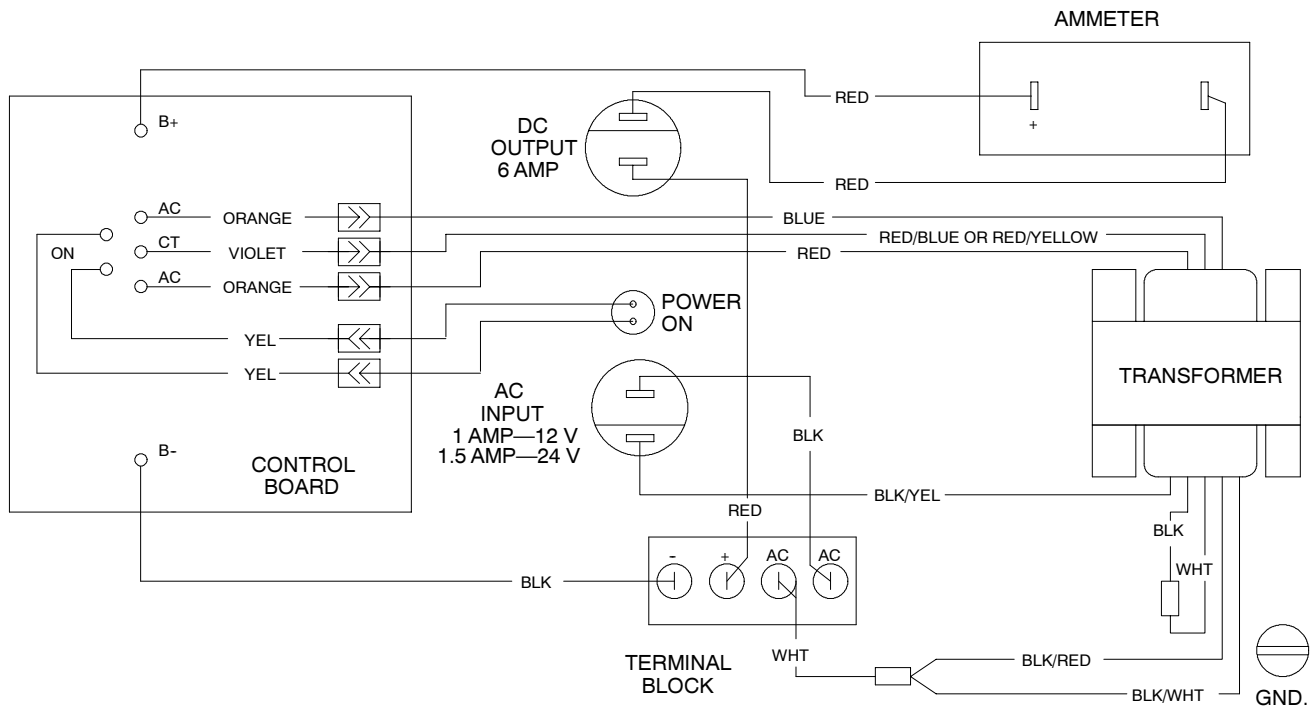 AMMETER
B+
RED
+
DC
OUTPUT
6 AMP
RED
AC
ORANGE
BLUE
ON
CT
VIOLET
RED/BLUE OR RED/YELLOW
AC
ORANGE
RED
POWER
ON
YEL
YEL
TRANSFORMER
AC
INPUT
1 AMP—12 V
1.5 AMP—24 V
BLK
B-
CONTROL
BOARD
BLK/YEL
RED
BLK
- + AC AC
BLK
WHT
TERMINAL
BLOCK
WHT
BLK/RED
BLK/WHT
GND.